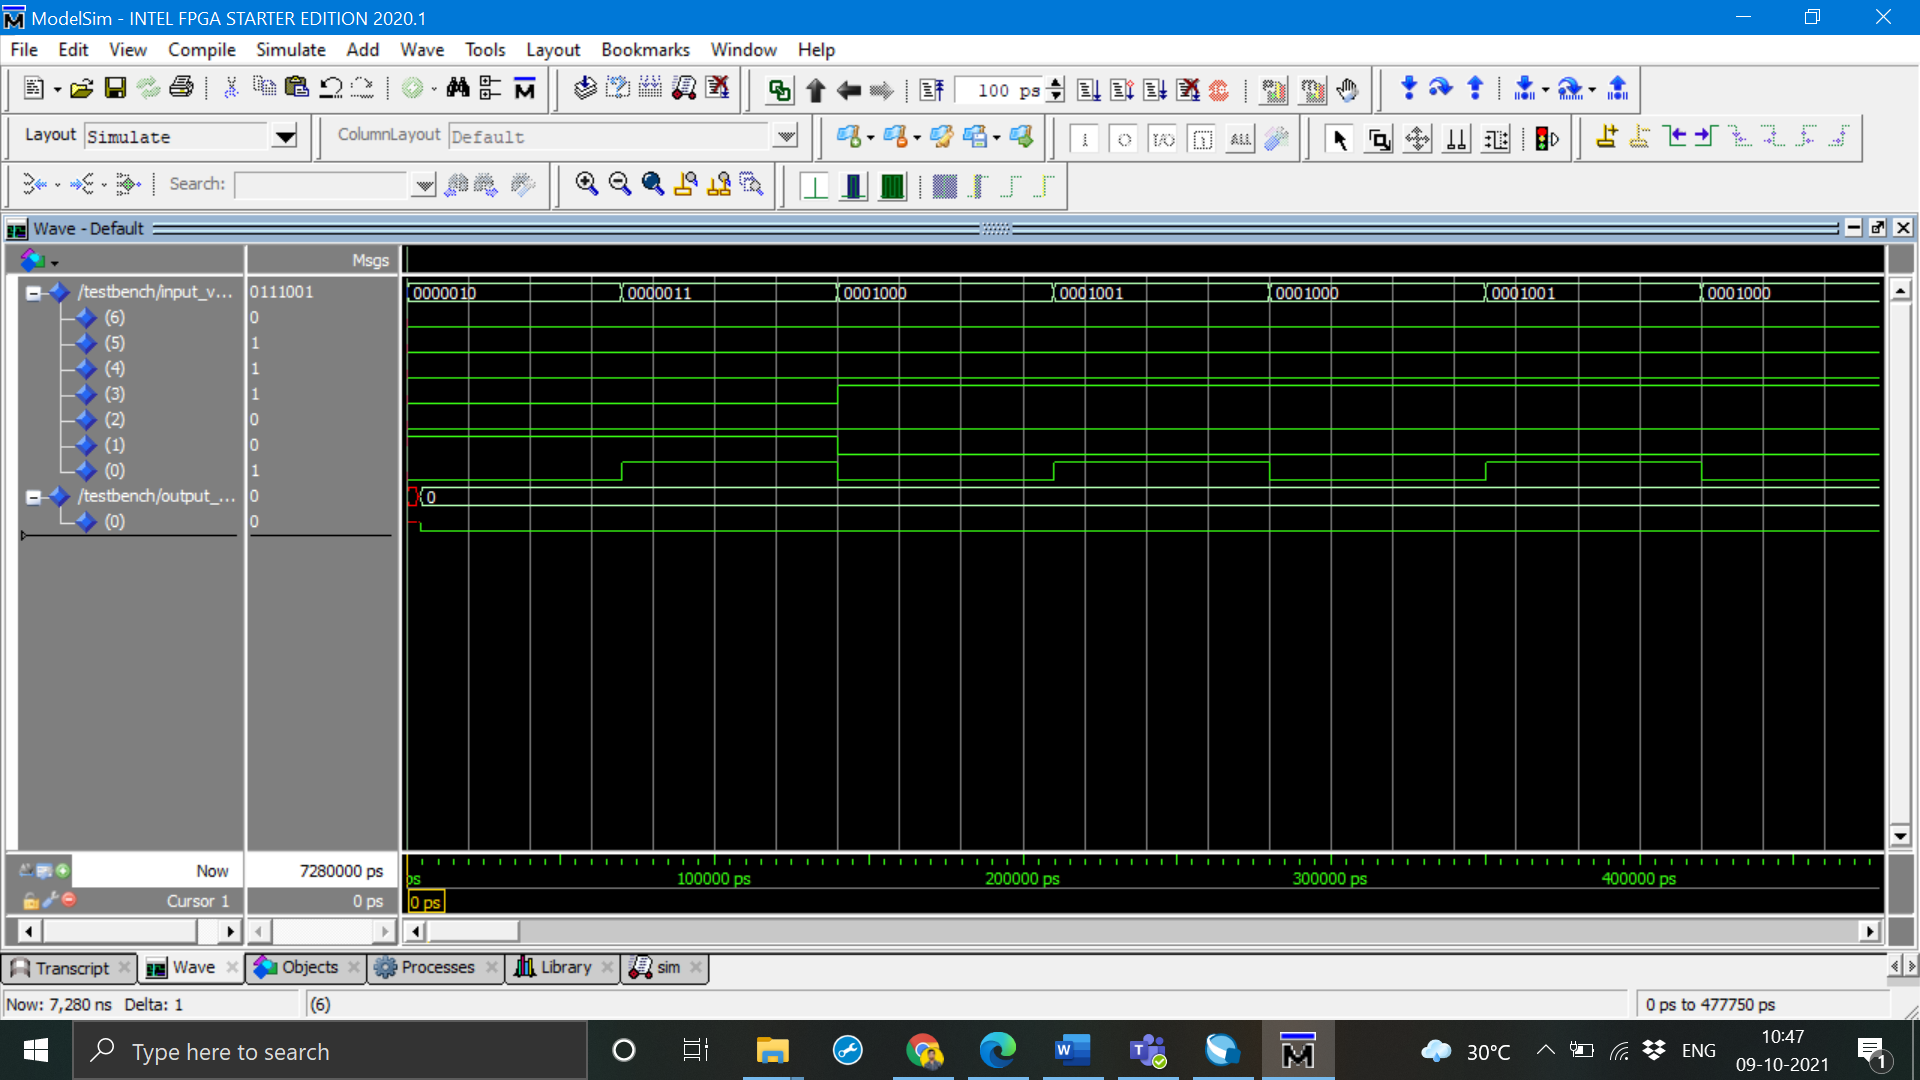 ModelSim - INTEL FPGA STARTER EDITION 2020.1
File Edit View Compile Simulate Add Wave Tools Layout Bookmarks Window Help
100 ps
Layout Simulate ColumnLayout Default
ALL
Search:
Wave - Default
Msgs
/testbench/input_v... 0111001 0000010 0000011 0001000 0001001 0001000 0001001 0001000
(6) 0
(5) 1
(4) 1
(3) 1
(2) 0
(1) 0
(0) 1
/testbench/output_... 0 0
(0) 0
Now 7280000 ps ps 100000 ps 200000 ps 300000 ps 400000 ps
Cursor 1 0 ps 0 ps
Transcript Wave Objects Processes Library sim
Now: 7,280 ns Delta: 1 (6) 0 ps to 477750 ps
Type here to search 30°C ENG 10:47
09-10-2021 1